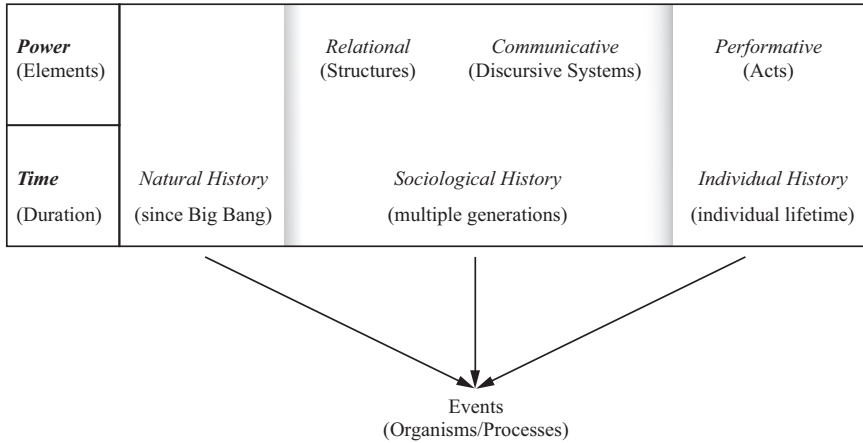 Power
(Elements)
Relational
(Structures)
Communicative
(Discursive Systems)
Performative
(Acts)
Time
(Duration)
Natural History
(since Big Bang)
Sociological History
(multiple generations)
Individual History
(individual lifetime)
Events
(Organisms/Processes)